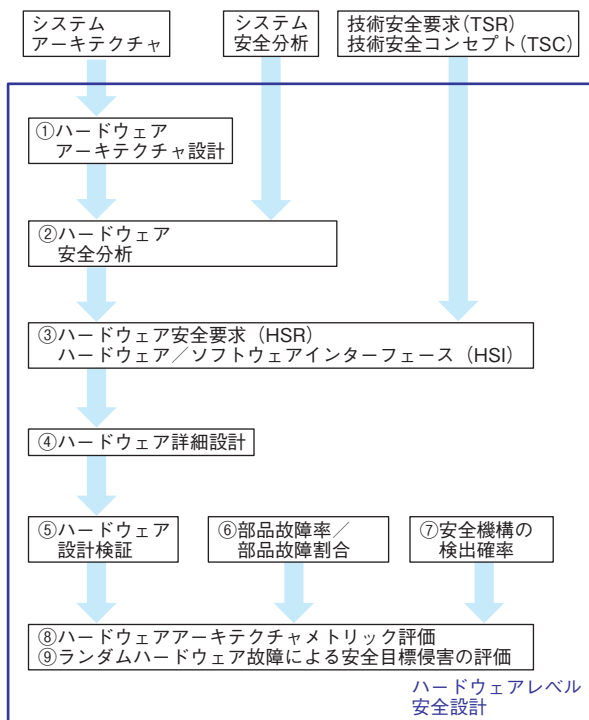 システム
アーキテクチャ
システム
安全分析
技術安全要求(TSR)
技術安全コンセプト(TSC)
①ハードウェア
アーキテクチャ設計
②ハードウェア
安全分析
③ハードウェア安全要求（HSR）
ハードウェア／ソフトウェアインターフェース（HSI）
④ハードウェア詳細設計
⑤ハードウェア
設計検証
⑥部品故障率／
部品故障割合
⑦安全機構の
検出確率
⑧ハードウェアアーキテクチャメトリック評価
⑨ランダムハードウェア故障による安全目標侵害の評価
ハードウェアレベル
安全設計